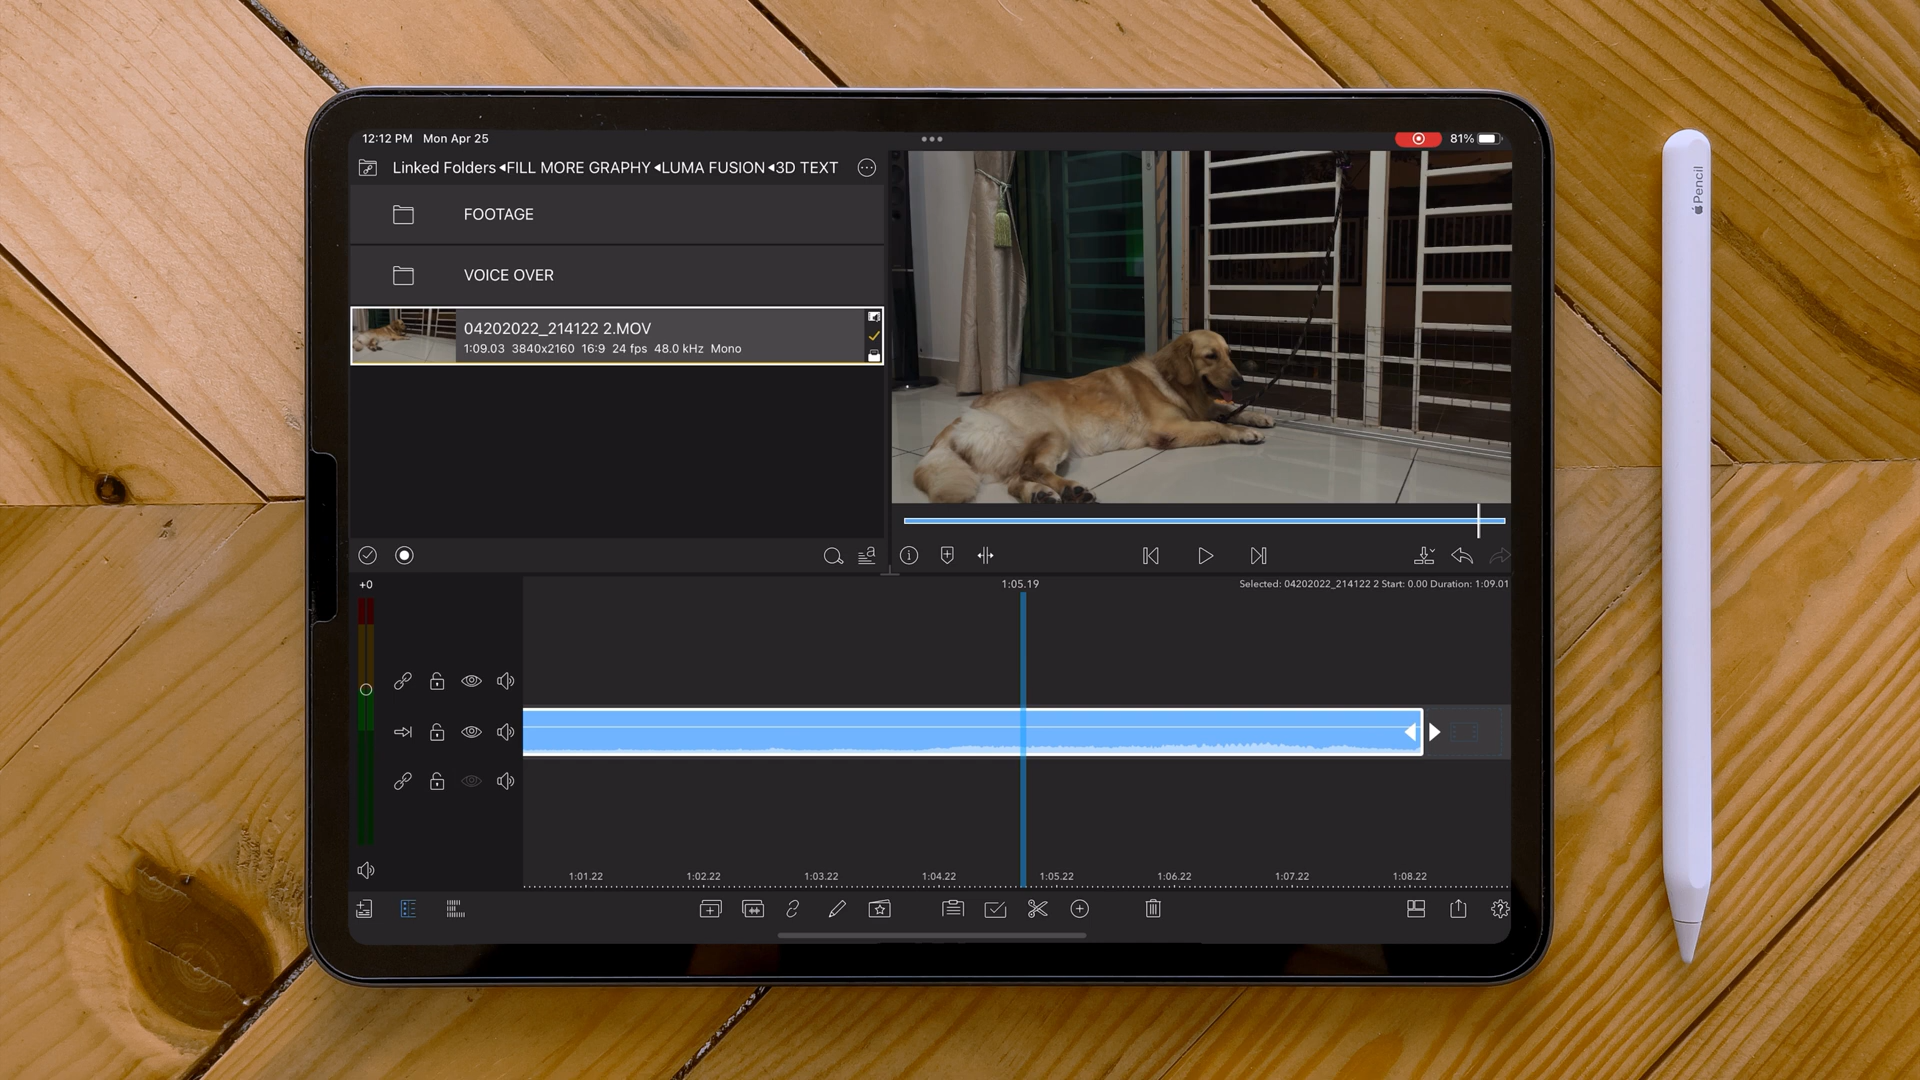 12:12 PM Mon Apr 25
81%
Linked Folders ◂FILL MORE GRAPHY ◂LUMA FUSION ◂3D TEXT
FOOTAGE
VOICE OVER
04202022_214122 2.MOV
1:09.03 3840x2160 16:9 24 fps 48.0 kHz Mono
+0
1:05.19
Selected: 04202022_214122 2 Start: 0.00 Duration: 1:09.01
1:01.22 1:02.22 1:03.22 1:04.22 1:05.22 1:06.22 1:07.22 1:08.22
Pencil